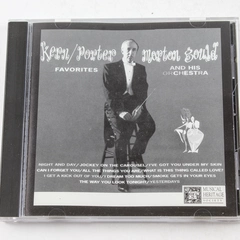 Kern/Porter morton gould
FAVORITES
AND HIS
ORCHESTRA
NIGHT AND DAY/JOCKEY ON THE CAROUSEL/I'VE GOT YOU UNDER MY SKIN
CAN I FORGET YOU/ALL THE THINGS YOU ARE/WHAT IS THIS THING CALLED LOVE?
I GET A KICK OUT OF YOU/I DREAM TOO MUCH/SMOKE GETS IN YOUR EYES
THE WAY YOU LOOK TONIGHT/YESTERDAYS
MUSICAL
HERITAGE
SOCIETY